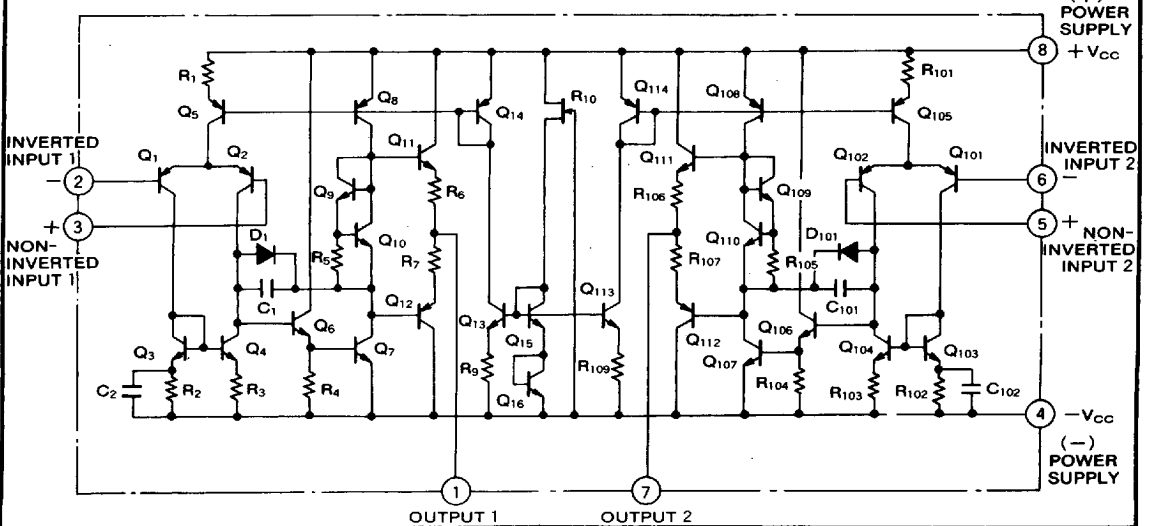 (+)
POWER
SUPPLY
8 +VCC
R1
Q5
Q8
Q14
R10
Q114
Q108
R101
Q105
INVERTED
INPUT 1
- 2
Q1
Q2
Q11
Q9
R6
Q111
R106
Q109
Q102
Q101
INVERTED
INPUT 2
6 -
+ 3
NON-
INVERTED
INPUT 1
D1
Q10
R5
R7
Q110
R107
R105
D101
5 +
NON-
INVERTED
INPUT 2
C1
Q12
Q113
C101
Q3
Q4
Q6
Q7
Q13
Q15
Q112
Q106
Q107
Q104
Q103
C2
R2
R3
R4
R9
Q16
R109
R104
R103
R102
C102
4 -VCC
(-)
POWER
SUPPLY
1
7
OUTPUT 1
OUTPUT 2